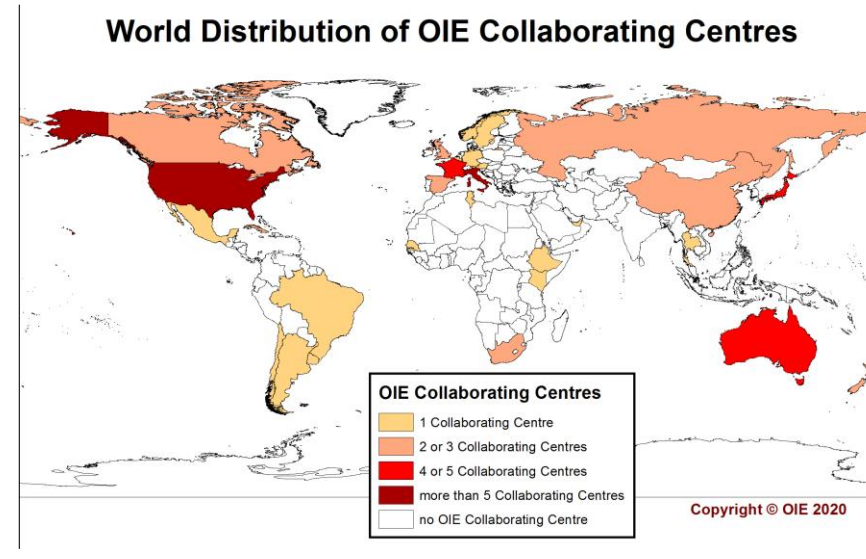 World Distribution of OIE Collaborating Centres
OIE Collaborating Centres
1 Collaborating Centre
2 or 3 Collaborating Centres
4 or 5 Collaborating Centres
more than 5 Collaborating Centres
no OIE Collaborating Centre
Copyright © OIE 2020